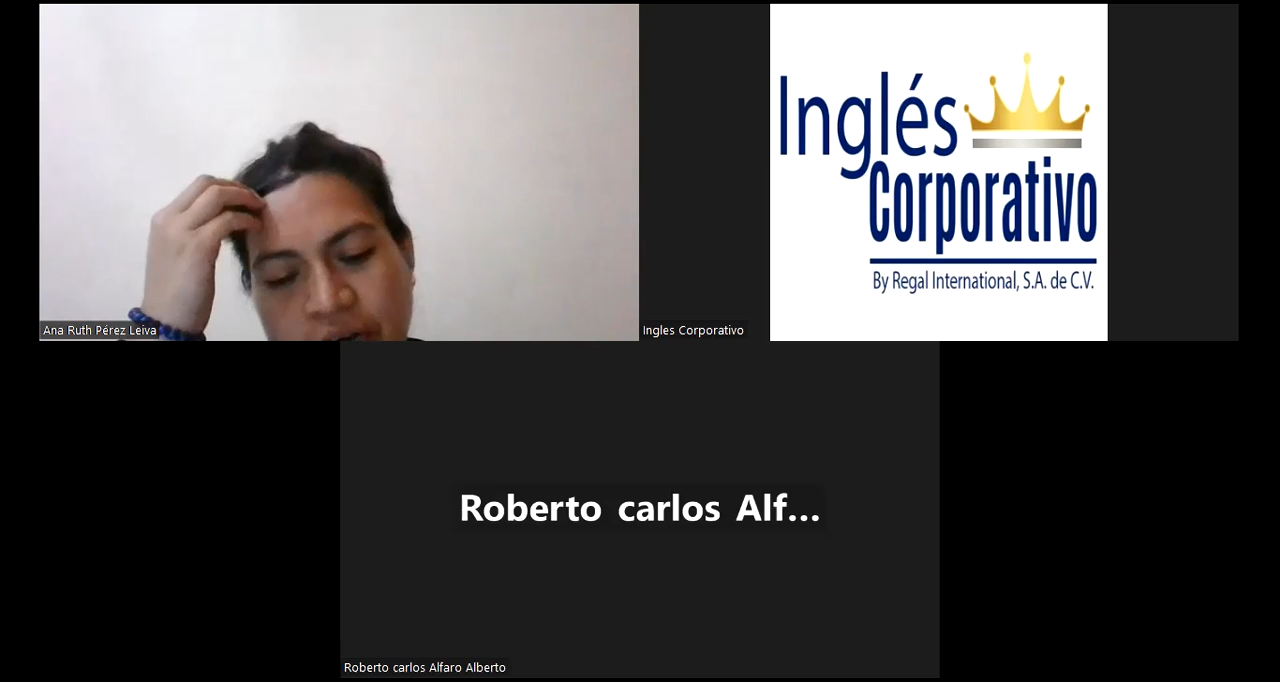 Inglés
Corporativo
By Regal International, S.A. de C.V.
Ana Ruth Pérez Leiva
Ingles Corporativo
Roberto carlos Alf...
Roberto carlos Alfaro Alberto